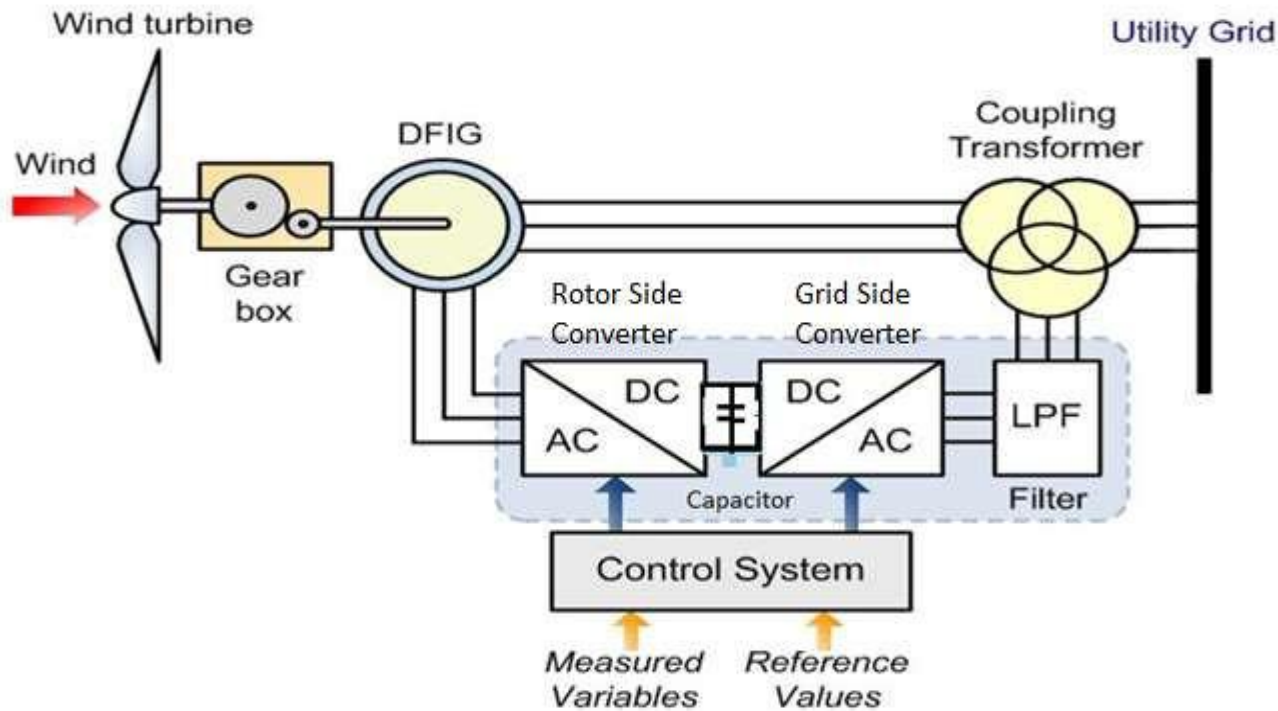 Wind turbine
Utility Grid
Coupling
Transformer
DFIG
Wind
Gear
box
Rotor Side
Converter
Grid Side
Converter
DC
AC
DC
AC
LPF
Capacitor
Filter
Control System
Measured
Variables
Reference
Values